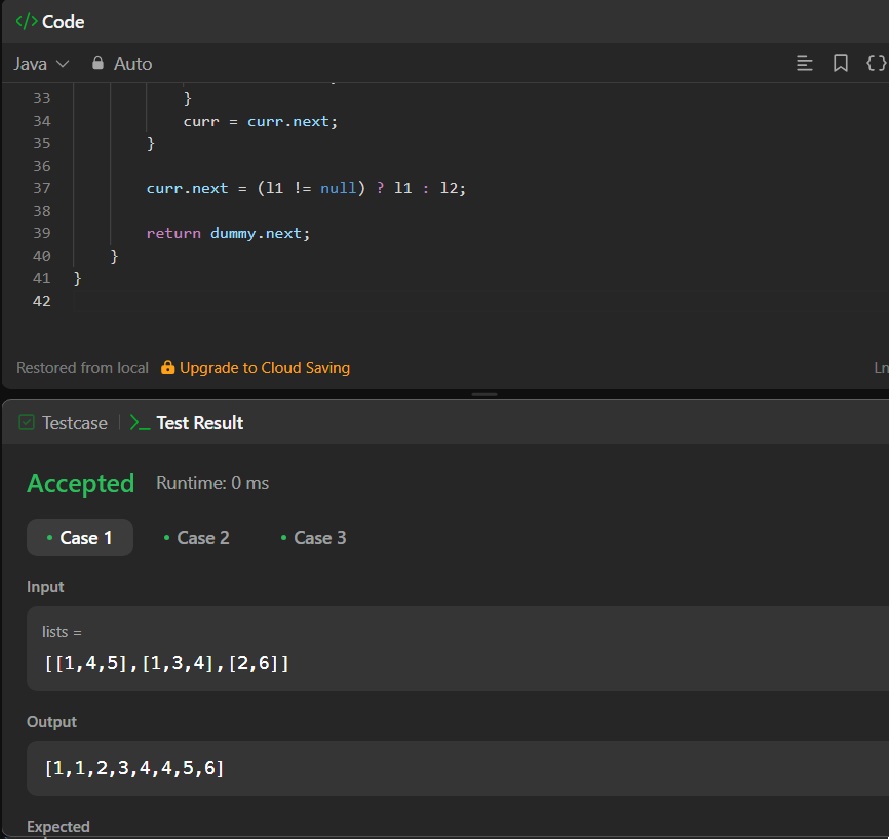 </> Code
Java Auto
33 }
34 curr = curr.next;
35 }
36
37 curr.next = (l1 != null) ? l1 : l2;
38
39 return dummy.next;
40 }
41 }
42
Restored from local Upgrade to Cloud Saving Ln
Testcase | >_ Test Result
Accepted Runtime: 0 ms
• Case 1 • Case 2 • Case 3
Input
lists =
[[1,4,5],[1,3,4],[2,6]]
Output
[1,1,2,3,4,4,5,6]
Expected